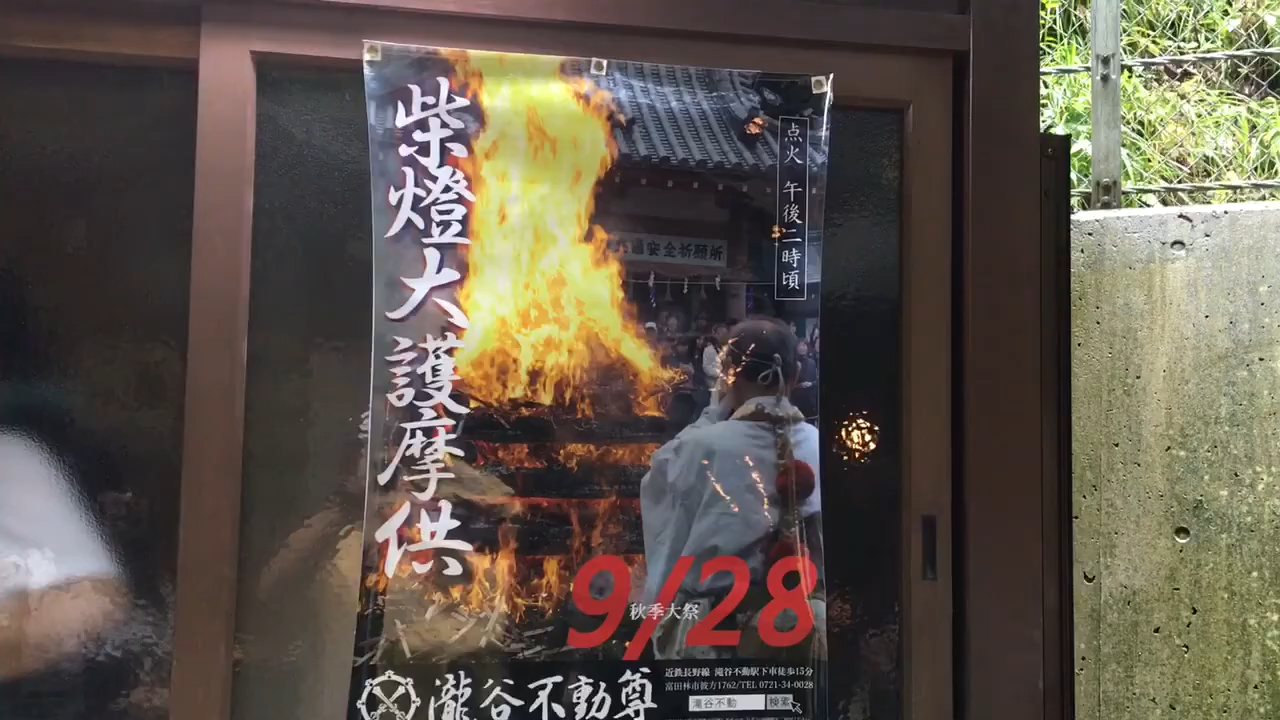 柴燈大護摩供
点火 午後二時頃
安全祈願所
9/28
秋季大祭
瀧谷不動尊
近鉄長野線 滝谷不動駅下車徒歩15分
富田林市彼方1762/TEL 0721-34-0028
滝谷不動 検索